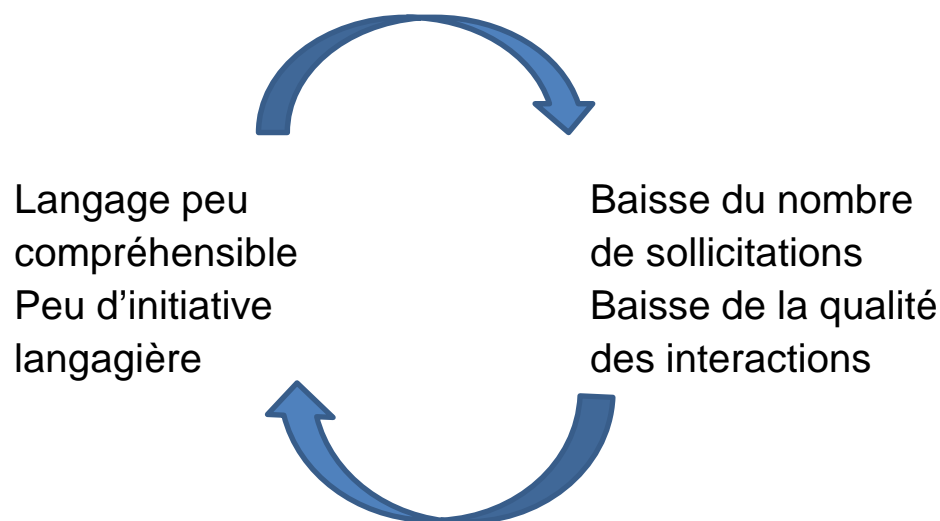 Langage peu
compréhensible
Peu d’initiative
langagière
Baisse du nombre
de sollicitations
Baisse de la qualité
des interactions